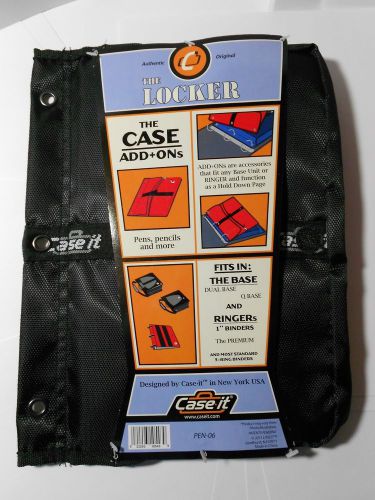 Authentic
Original
THE
LOCKER
THE
CASE
ADD+ONs
Pens, pencils
and more
ADD+ONs are accessories
that fit any Base Unit or
RINGER and function
as a Hold Down Page
Case·it
FITS IN:
THE BASE
DUAL BASE
Q BASE
AND
RINGERs
1" BINDERS
The PREMIUM
AND MOST STANDARD
3-RING BINDERS
Designed by Case·it™ in New York USA
Case·it
www.caseit.com
PEN-06